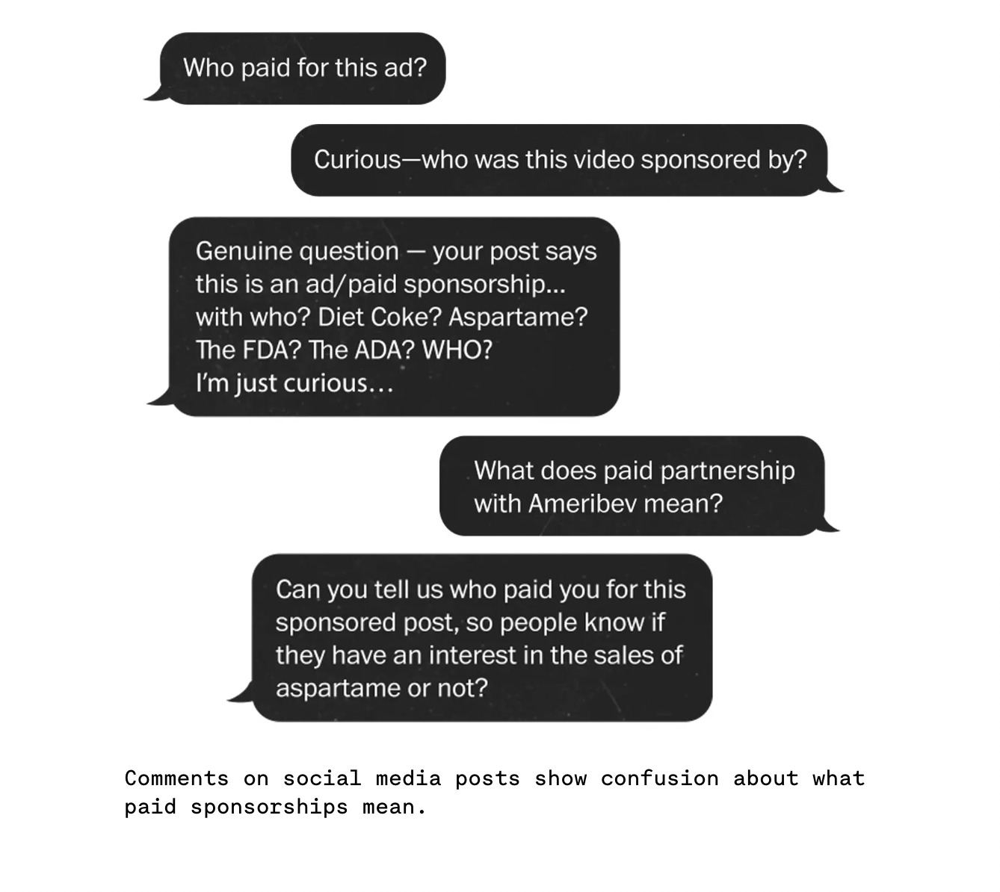 Who paid for this ad?
Curious—who was this video sponsored by?
Genuine question — your post says
this is an ad/paid sponsorship...
with who? Diet Coke? Aspartame?
The FDA? The ADA? WHO?
I'm just curious...
What does paid partnership
with Ameribev mean?
Can you tell us who paid you for this
sponsored post, so people know if
they have an interest in the sales of
aspartame or not?
Comments on social media posts show confusion about what
paid sponsorships mean.